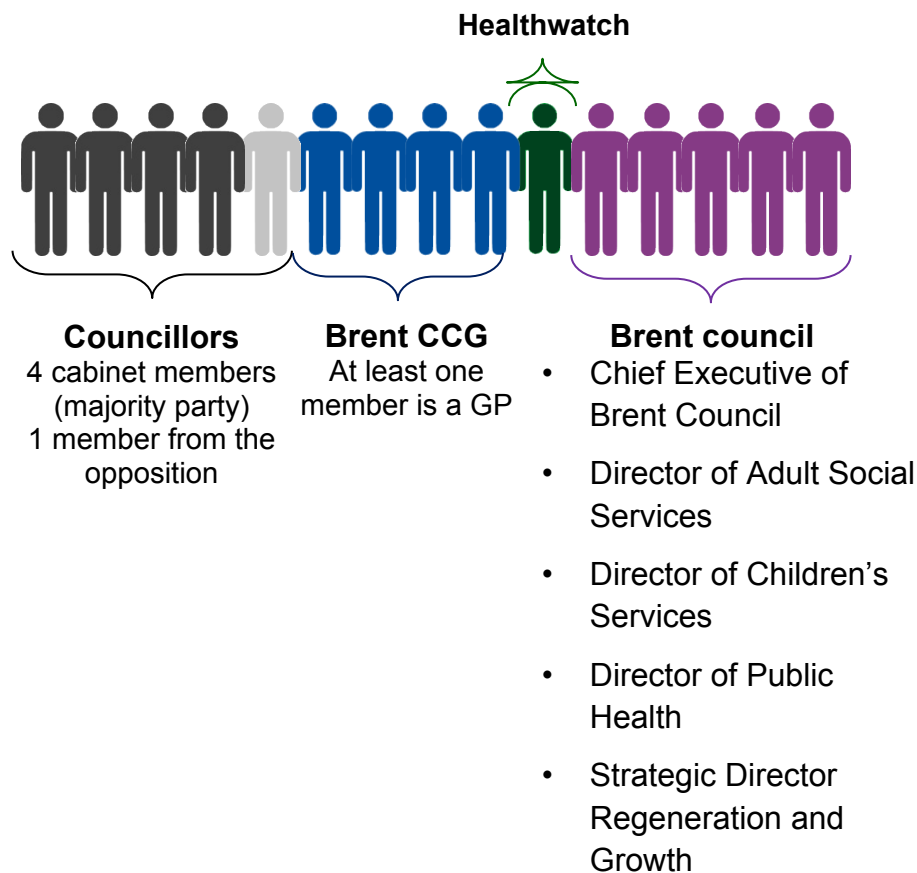 Healthwatch
Councillors
4 cabinet members
(majority party)
1 member from the
opposition
Brent CCG
At least one
member is a GP
Brent council
• Chief Executive of
Brent Council
• Director of Adult Social
Services
• Director of Children's
Services
• Director of Public
Health
• Strategic Director
Regeneration and
Growth